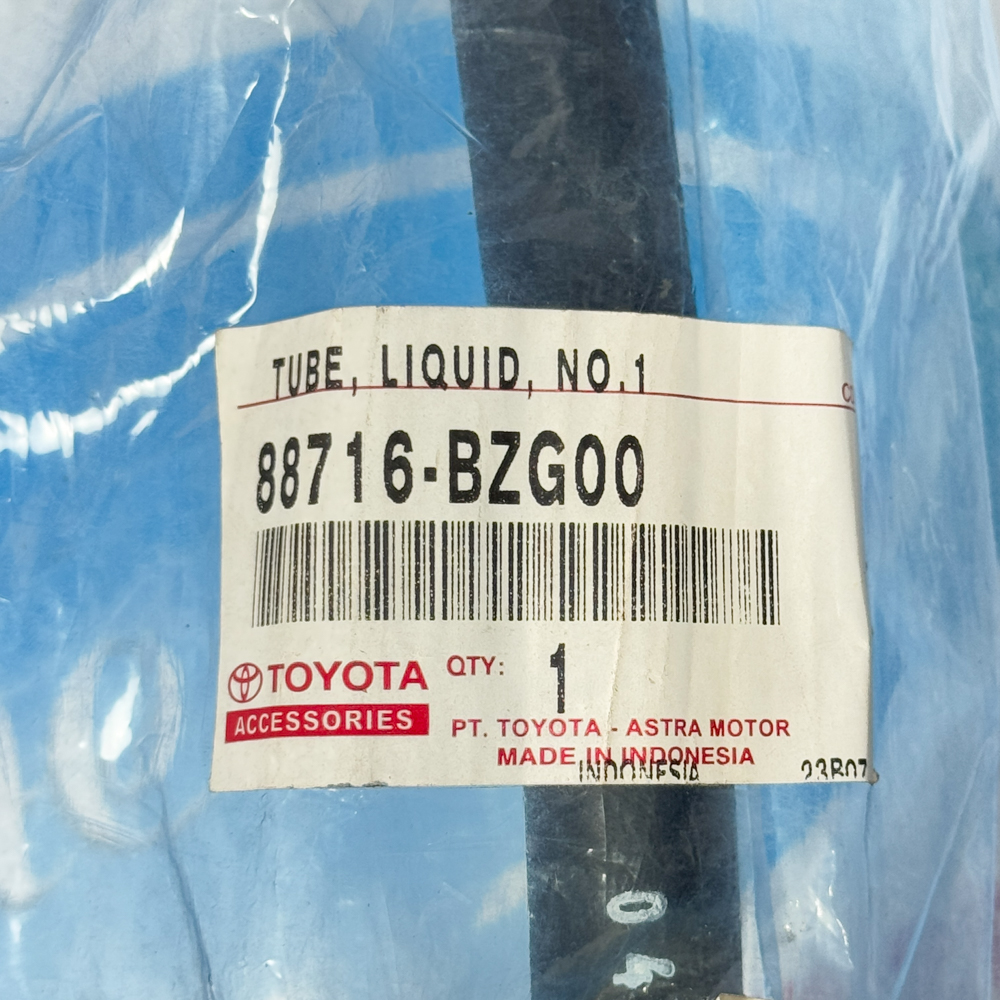 TUBE, LIQUID, NO.1
88716-BZG00
TOYOTA
ACCESSORIES
QTY: 1
PT. TOYOTA - ASTRA MOTOR
MADE IN INDONESIA
INDONESIA
23B07
04